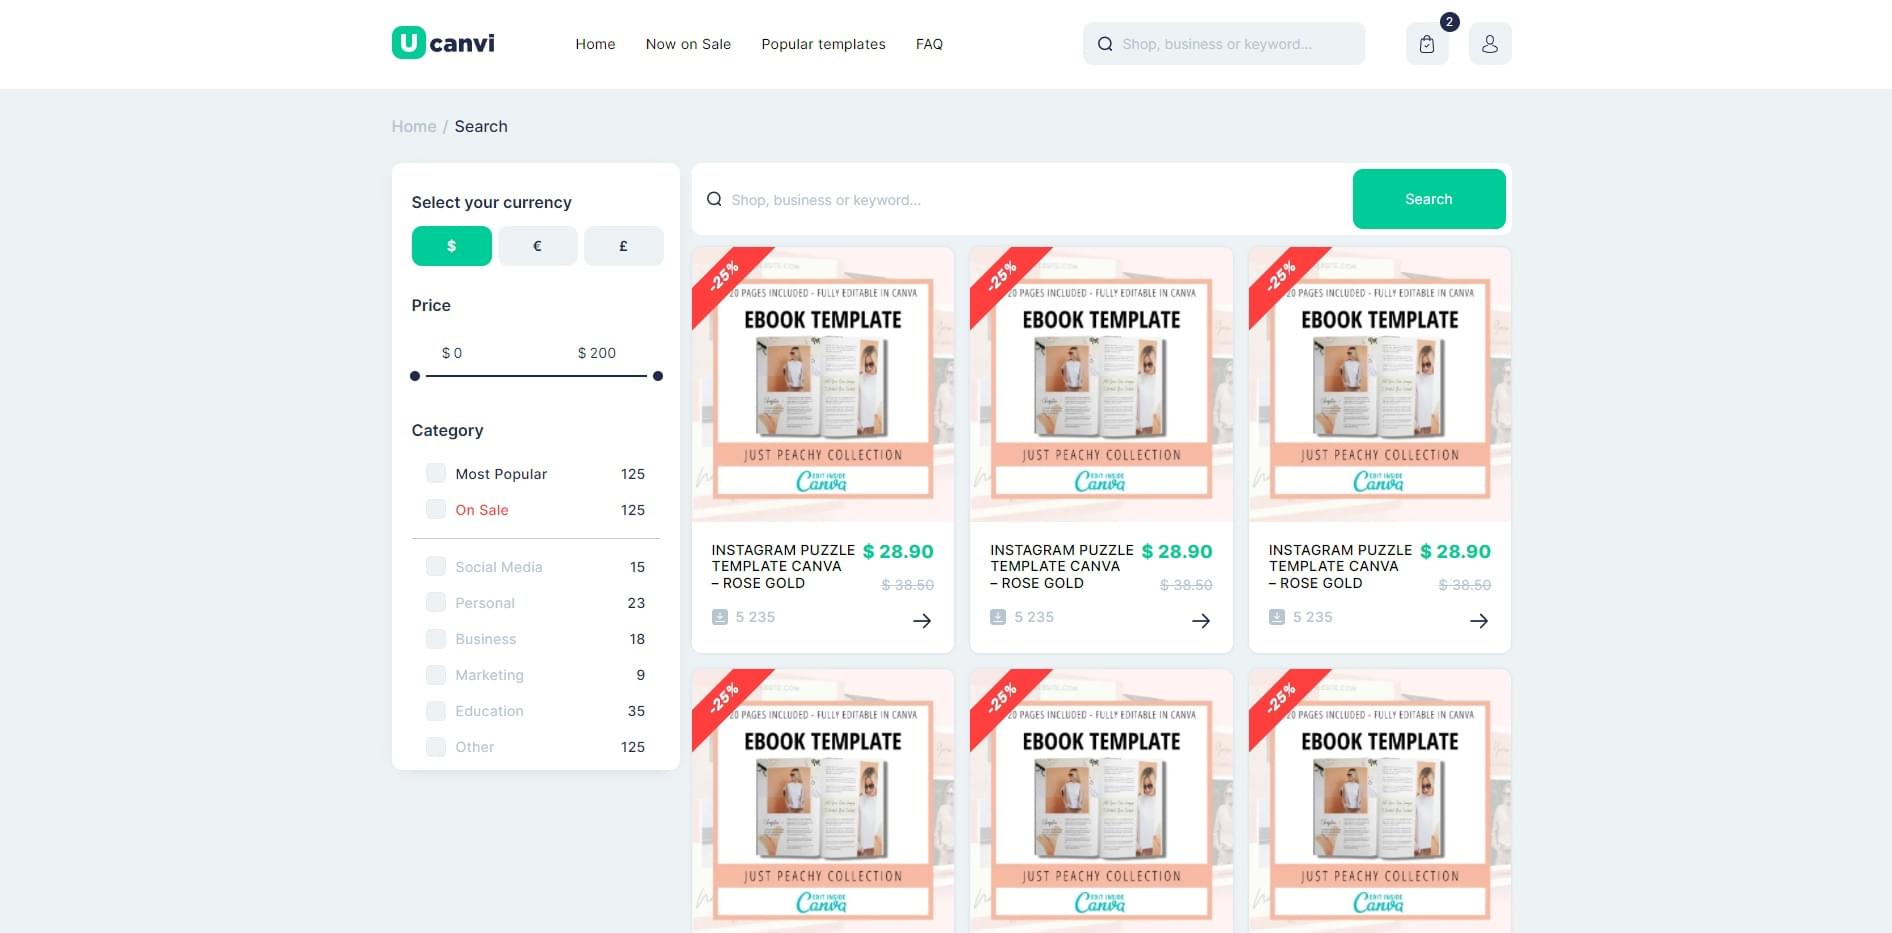 U canvi
Home
Now on Sale
Popular templates
FAQ
Shop, business or keyword...
2
Home / Search
Select your currency
$
€
£
Price
$ 0
$ 200
Category
Most Popular 125
On Sale 125
Social Media 15
Personal 23
Business 18
Marketing 9
Education 35
Other 125
Shop, business or keyword...
Search
-25%
20 PAGES INCLUDED - FULLY EDITABLE IN CANVA
EBOOK TEMPLATE
JUST PEACHY COLLECTION
EDIT INSIDE
Canva
INSTAGRAM PUZZLE
TEMPLATE CANVA
– ROSE GOLD
$ 28.90
$ 38.50
5 235
-25%
20 PAGES INCLUDED - FULLY EDITABLE IN CANVA
EBOOK TEMPLATE
JUST PEACHY COLLECTION
EDIT INSIDE
Canva
INSTAGRAM PUZZLE
TEMPLATE CANVA
– ROSE GOLD
$ 28.90
$ 38.50
5 235
-25%
20 PAGES INCLUDED - FULLY EDITABLE IN CANVA
EBOOK TEMPLATE
JUST PEACHY COLLECTION
EDIT INSIDE
Canva
INSTAGRAM PUZZLE
TEMPLATE CANVA
– ROSE GOLD
$ 28.90
$ 38.50
5 235
-25%
20 PAGES INCLUDED - FULLY EDITABLE IN CANVA
EBOOK TEMPLATE
JUST PEACHY COLLECTION
EDIT INSIDE
Canva
-25%
20 PAGES INCLUDED - FULLY EDITABLE IN CANVA
EBOOK TEMPLATE
JUST PEACHY COLLECTION
EDIT INSIDE
Canva
-25%
20 PAGES INCLUDED - FULLY EDITABLE IN CANVA
EBOOK TEMPLATE
JUST PEACHY COLLECTION
EDIT INSIDE
Canva